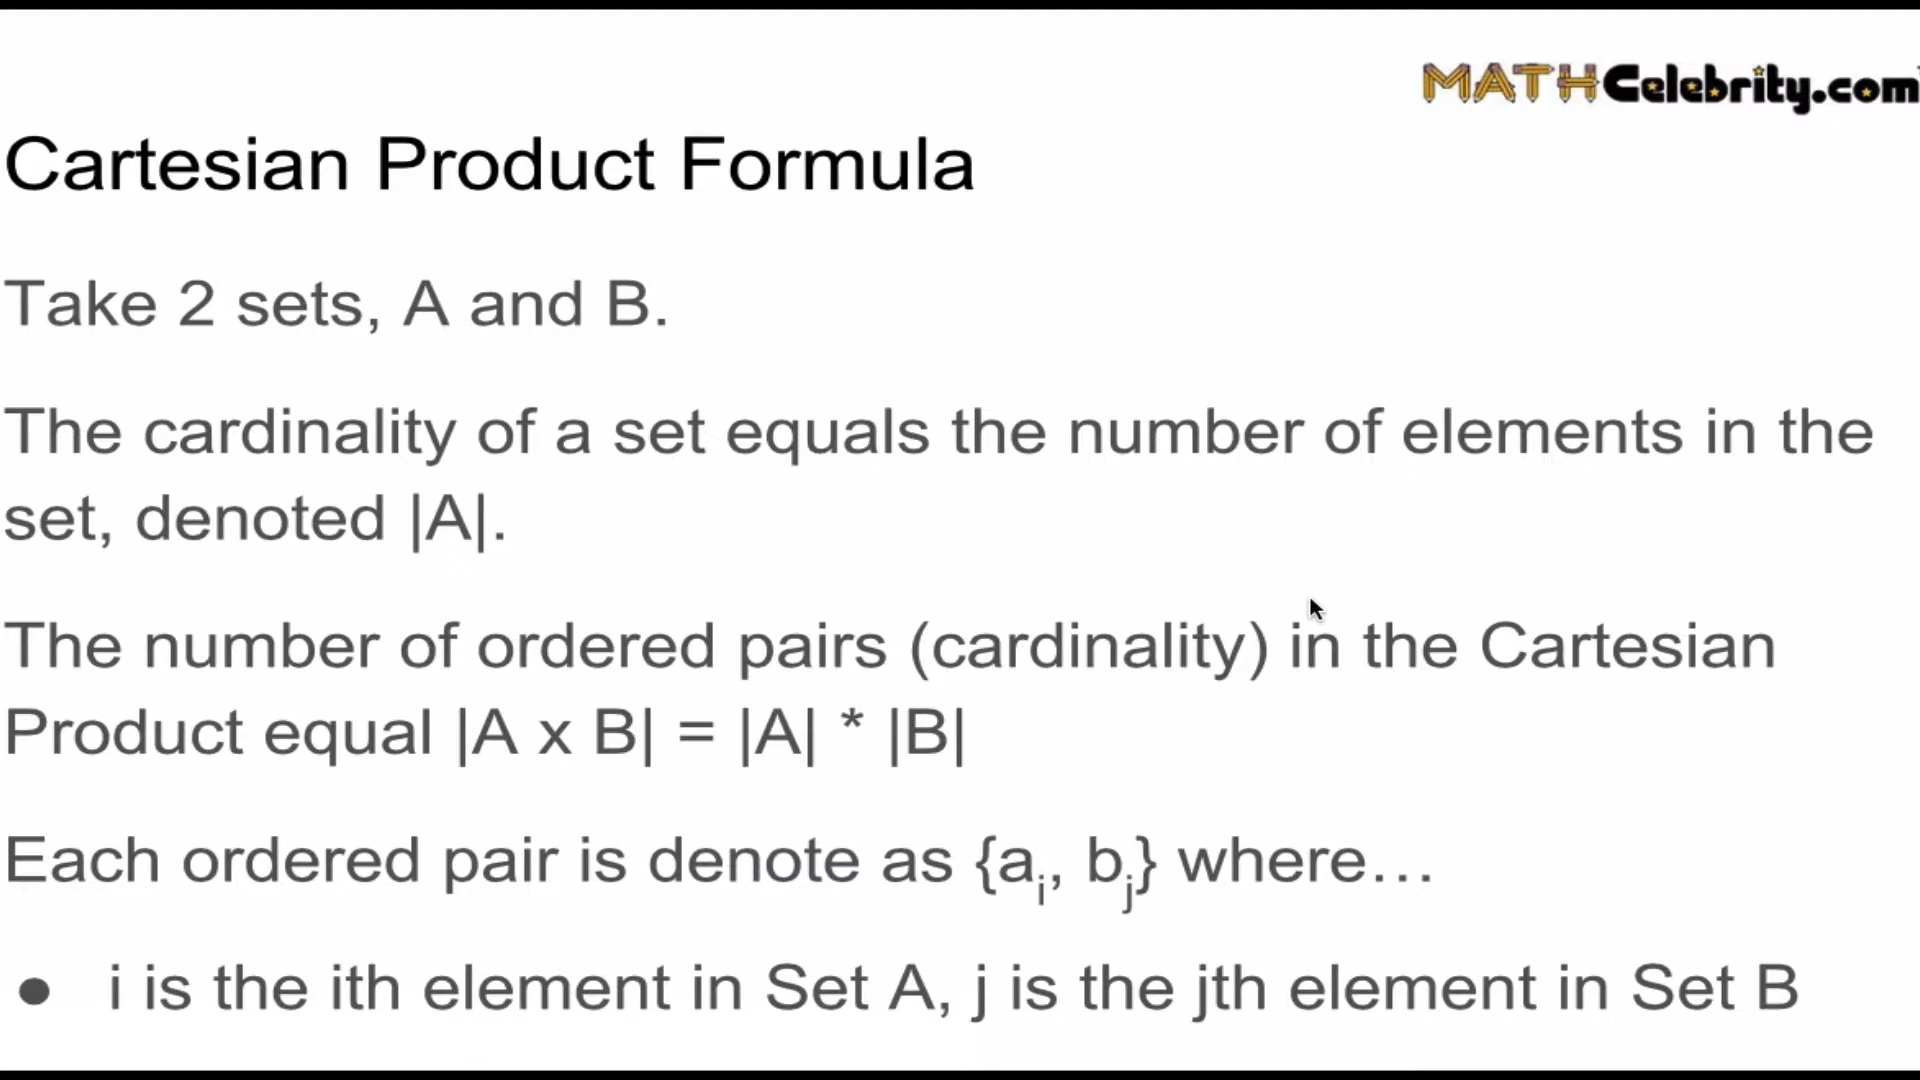 MATHCelebrity.com
Cartesian Product Formula
Take 2 sets, A and B.
The cardinality of a set equals the number of elements in the
set, denoted |A|.
The number of ordered pairs (cardinality) in the Cartesian
Product equal |A x B| = |A| * |B|
Each ordered pair is denote as {aᵢ, bⱼ} where…
● i is the ith element in Set A, j is the jth element in Set B